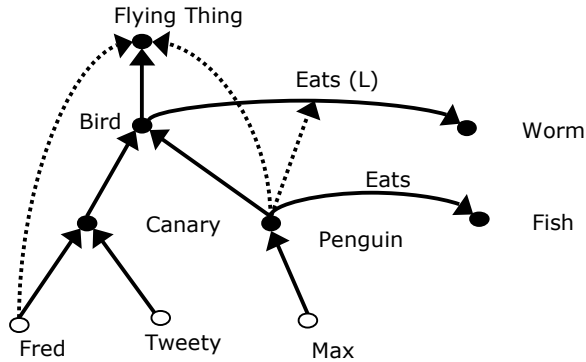 Flying Thing
Eats (L)
Bird
Worm
Eats
Canary
Penguin
Fish
Fred
Tweety
Max